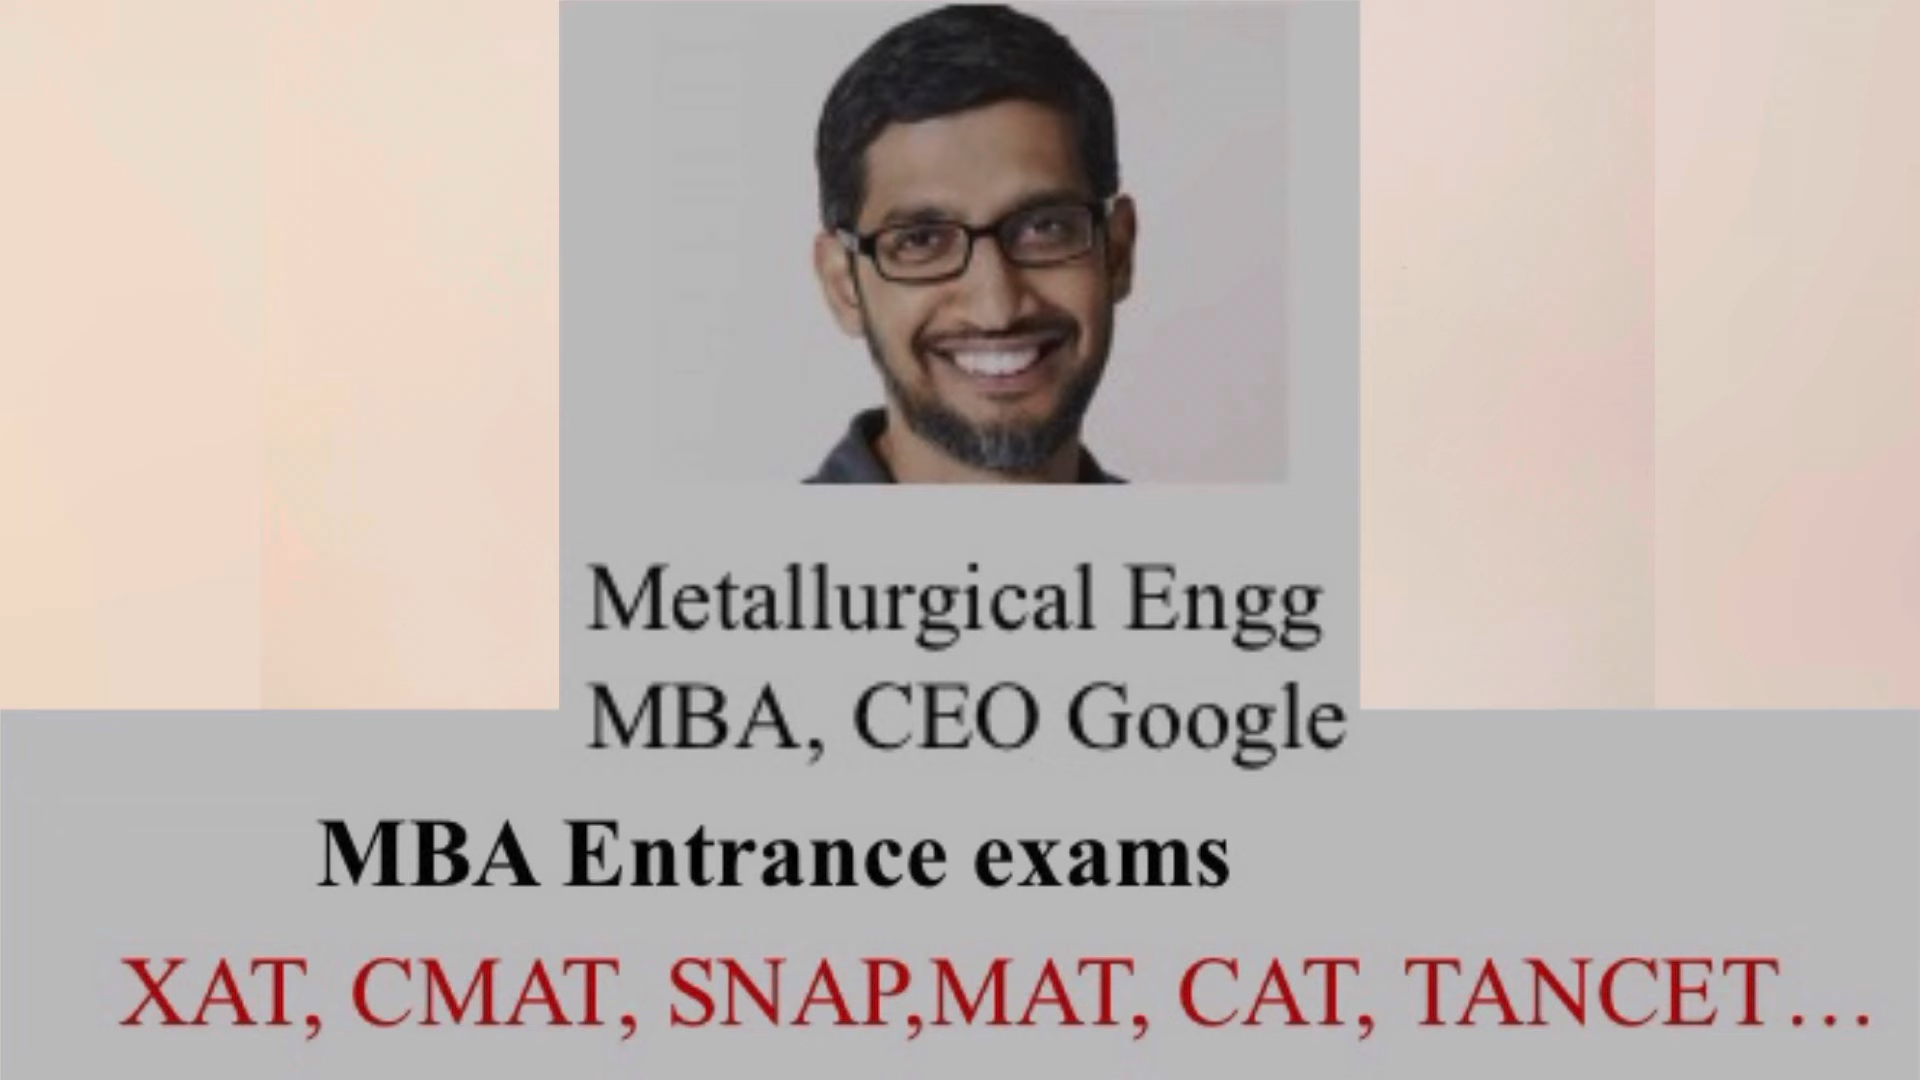 Metallurgical Engg
MBA, CEO Google
MBA Entrance exams
XAT, CMAT, SNAP,MAT, CAT, TANCET…